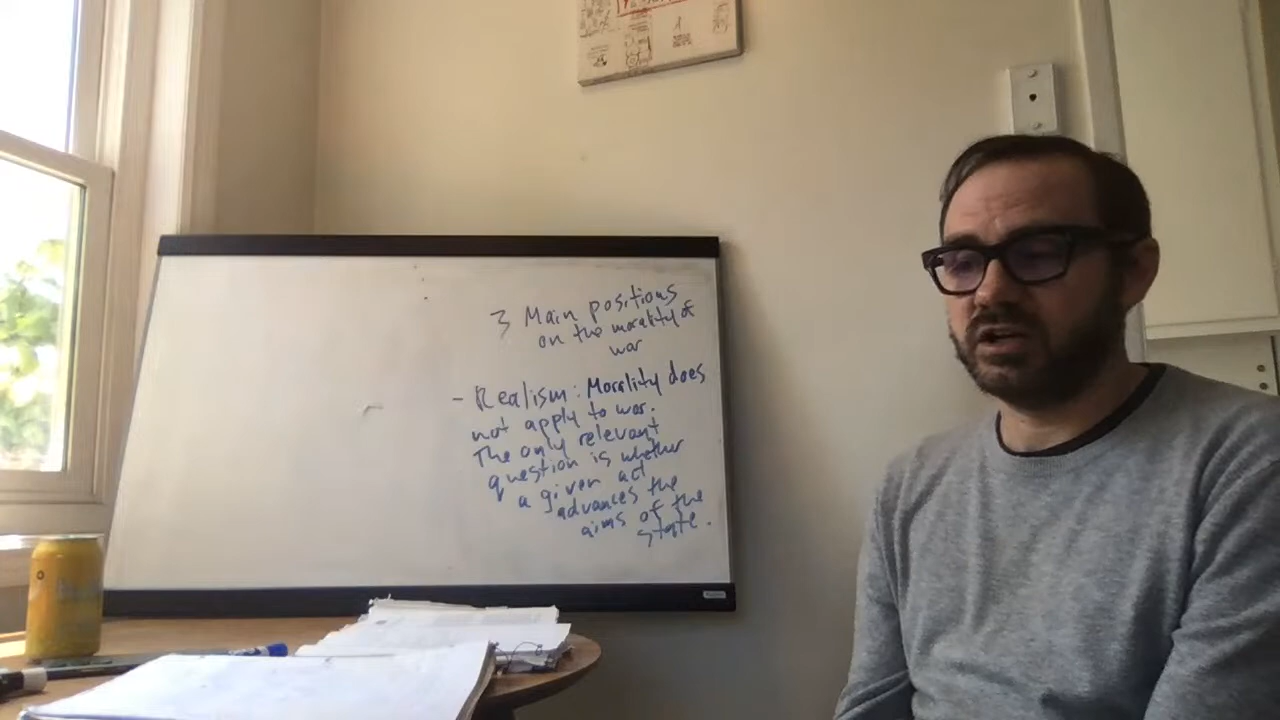 3 Main positions
on the morality of
war
- Realism: Morality does
not apply to war.
The only relevant
question is whether
a given act
advances the
aims of the
state.